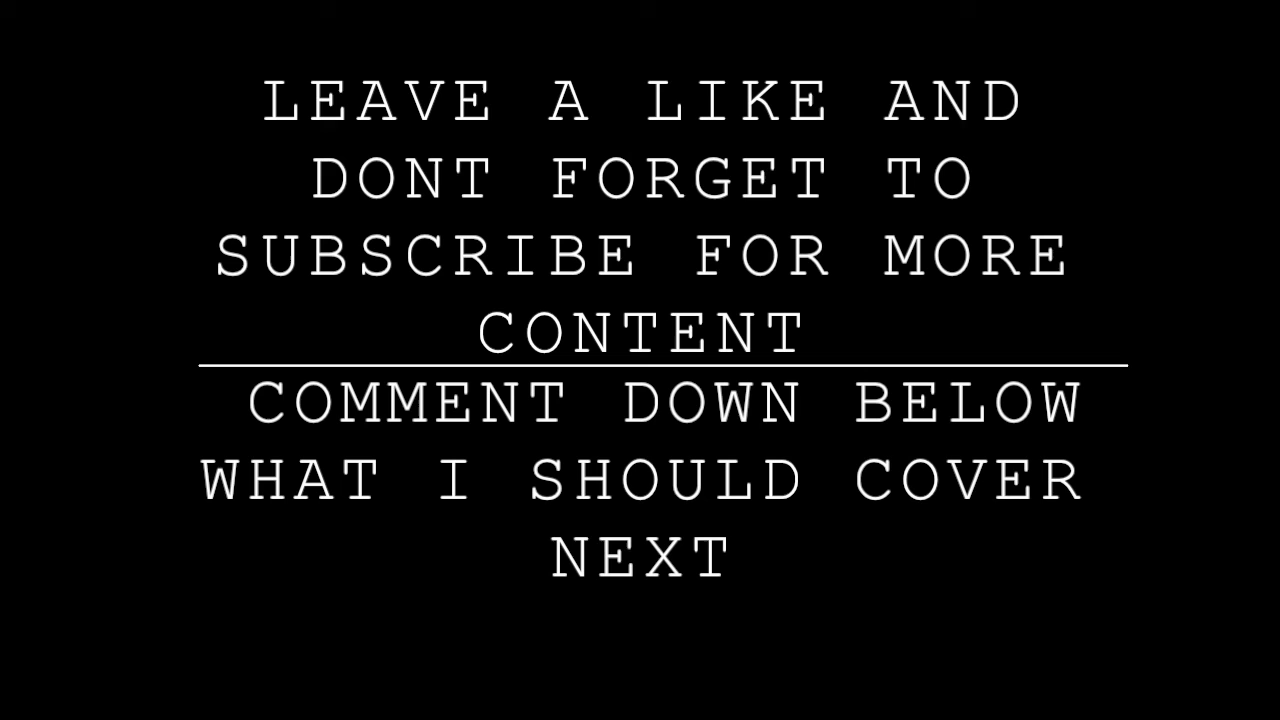 LEAVE A LIKE AND
DONT FORGET TO
SUBSCRIBE FOR MORE
CONTENT
COMMENT DOWN BELOW
WHAT I SHOULD COVER
NEXT